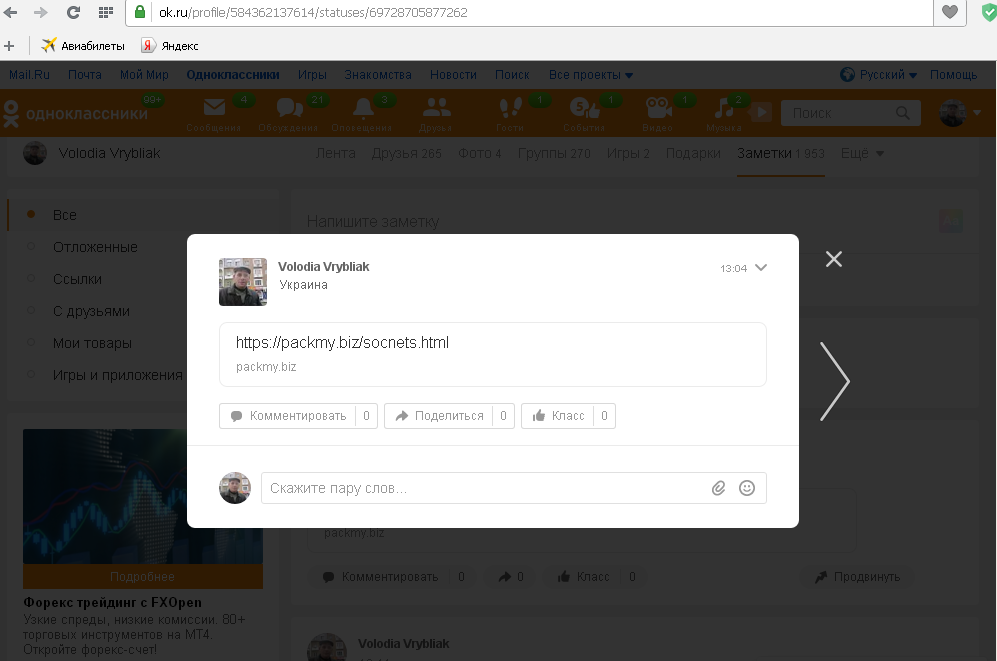 ok.ru/profile/584362137614/statuses/69728705877262
Авиабилеты Яндекс
Mail.Ru Почта Мой Мир Одноклассники Игры Знакомства Новости Поиск Все проекты Русский Помощь
99+ 4 21 3 1 1 1 2
одноклассники
5
Поиск
Сообщения Обсуждения Оповещения Друзья Гости События Видео Музыка
Volodia Vrybliak Лента Друзья 265 Фото 4 Группы 270 Игры 2 Подарки Заметки 1 953 Ещё
Все
Отложенные
Ссылки
С друзьями
Мои товары
Игры и приложения
Напишите заметку
Volodia Vrybliak
13:04
Украина
https://packmy.biz/socnets.html
packmy.biz
Комментировать 0 Поделиться 0 Класс 0
Скажите пару слов...
packmy.biz
Комментировать 0 0 Класс 0 Продвинуть
Подробнее
Форекс трейдинг с FXOpen
Узкие спреды, низкие комиссии. 80+
торговых инструментов на MT4.
Откройте форекс-счет!
Volodia Vrybliak